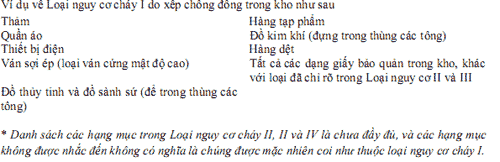 Ví dụ về Loại nguy cơ cháy I do xếp chồng đống trong kho như sau
Thảm
Quần áo
Thiết bị điện
Ván sợi ép (loại ván cứng mật độ cao)
Đồ thủy tinh và đồ sành sứ (để trong thùng các
tông)
Hàng tạp phẩm
Đồ kim khí (đựng trong thùng các tông)
Hàng dệt
Tất cả các dạng giấy bảo quản trong kho, khác
với loại đã chỉ rõ trong Loại nguy cơ II và III
* Danh sách các hạng mục trong Loại nguy cơ cháy II, II và IV là chưa đầy đủ, và các hạng mục
không được nhắc đến không có nghĩa là chúng được mặc nhiên coi như thuộc loại nguy cơ cháy I.